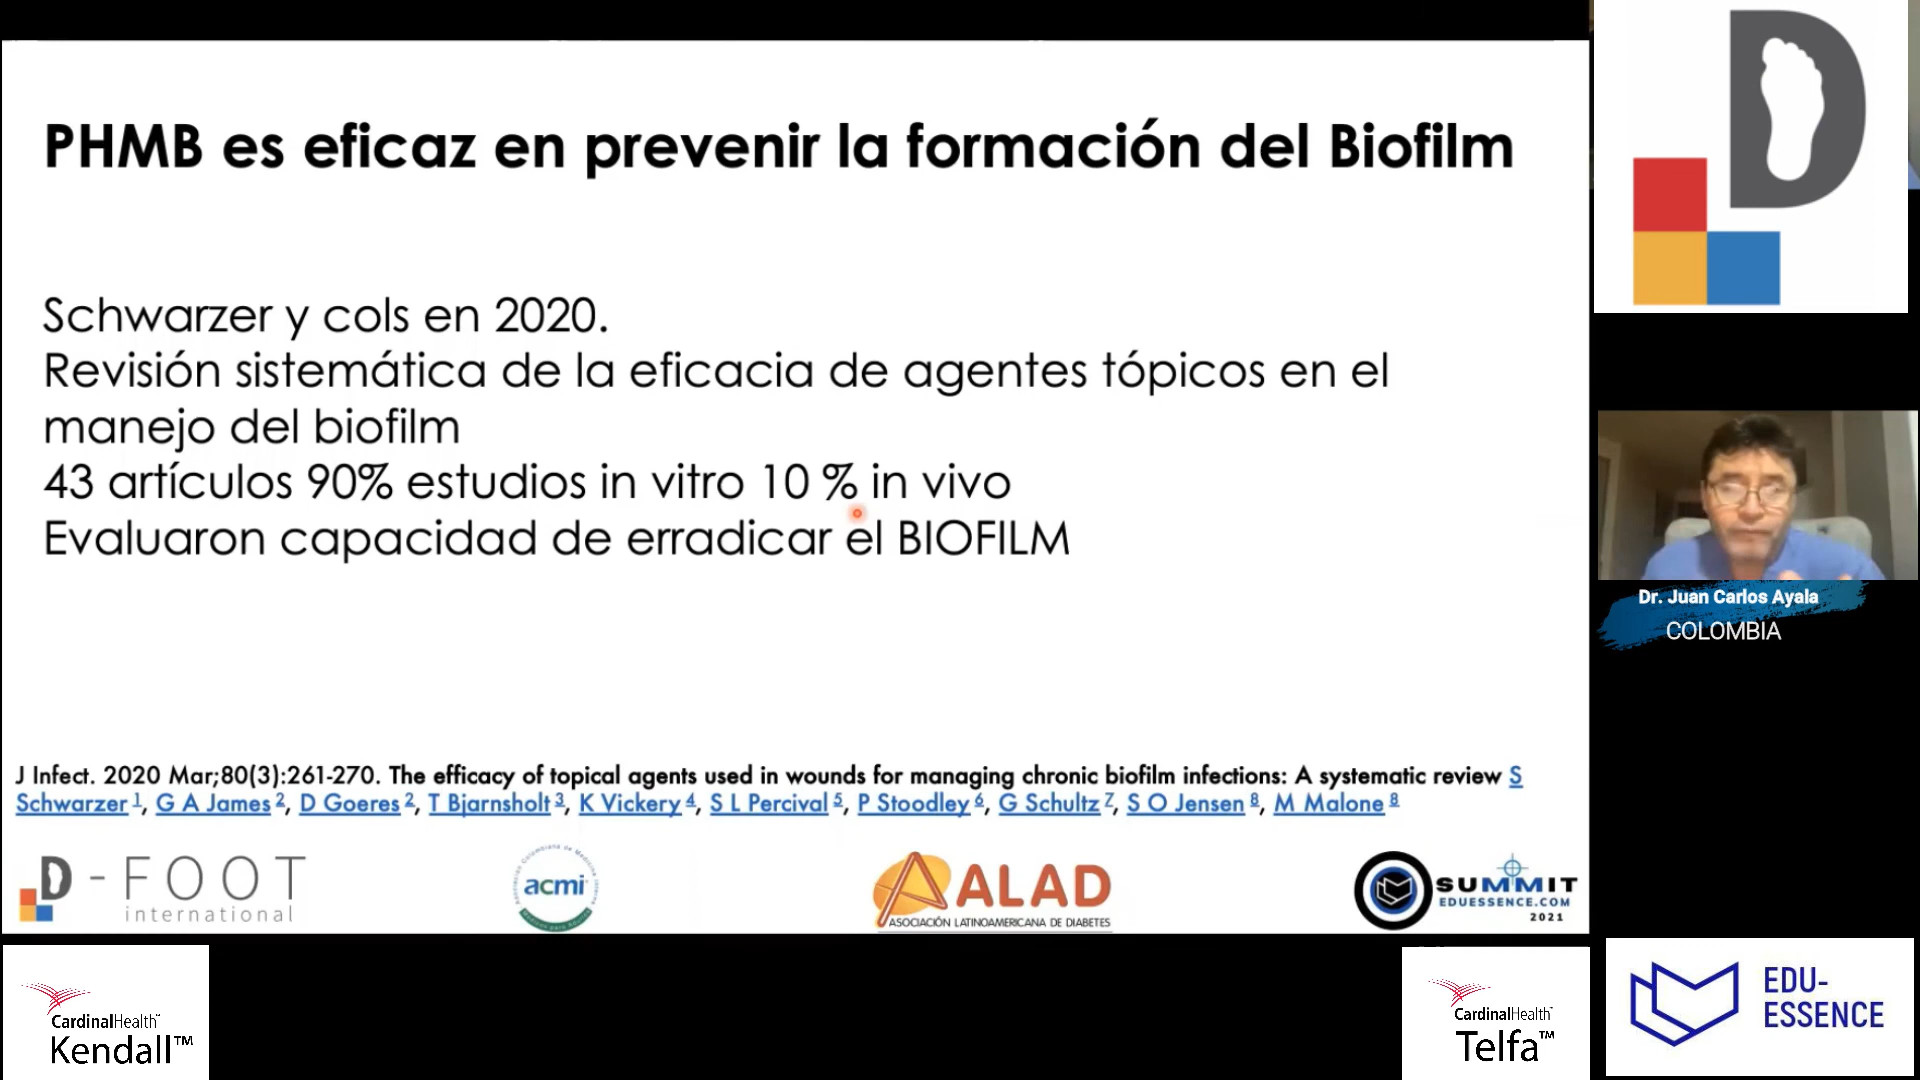 PHMB es eficaz en prevenir la formación del Biofilm
Schwarzer y cols en 2020.
Revisión sistemática de la eficacia de agentes tópicos en el
manejo del biofilm
43 artículos 90% estudios in vitro 10 % in vivo
Evaluaron capacidad de erradicar el BIOFILM
J Infect. 2020 Mar;80(3):261-270. The efficacy of topical agents used in wounds for managing chronic biofilm infections: A systematic review S
Schwarzer 1, G A James 2, D Goeres 2, T Bjarnsholt 3, K Vickery 4, S L Percival 5, P Stoodley 6, G Schultz 7, S O Jensen 8, M Malone 8
D-FOOT
international
acmi
ALAD
ASOCIACIÓN LATINOAMERICANA DE DIABETES
SUMMIT
EDUESSENCE.COM
2021
D
Dr. Juan Carlos Ayala
COLOMBIA
CardinalHealth™
Kendall™
CardinalHealth™
Telfa™
EDU-
ESSENCE